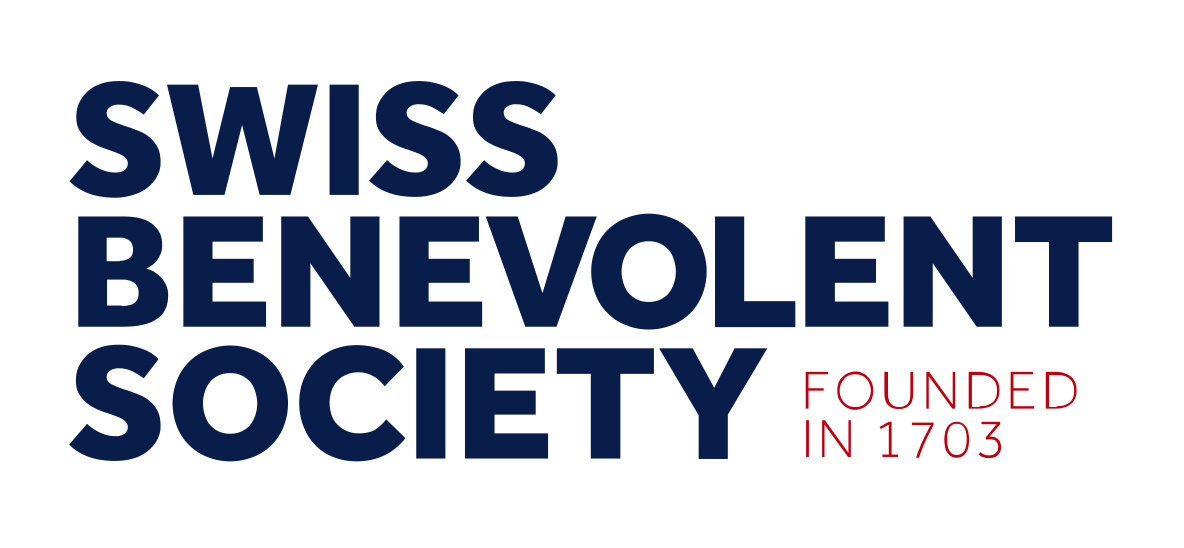 SWISS
BENEVOLENT
SOCIETY
FOUNDED
IN 1703